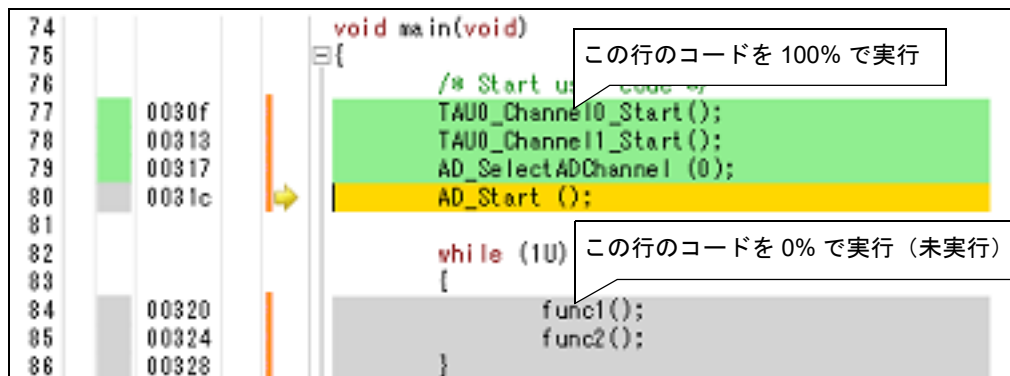 74 void main(void)
75 {
この行のコードを 100% で実行
76 /* Start us
77 0030f TAU0_Channel0_Start();
78 00313 TAU0_Channel1_Start();
79 00317 AD_SelectADChannel (0);
80 0031c AD_Start ();
81
82 while (1U)
この行のコードを 0% で実行（未実行）
83 {
84 00320 func1();
85 00324 func2();
86 00328 }